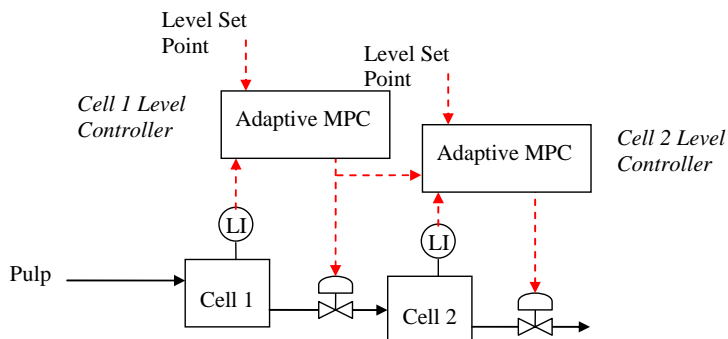 Level Set
Point
Level Set
Point
Cell 1 Level
Controller
Adaptive MPC
Adaptive MPC
Cell 2 Level
Controller
LI
LI
Pulp
Cell 1
Cell 2